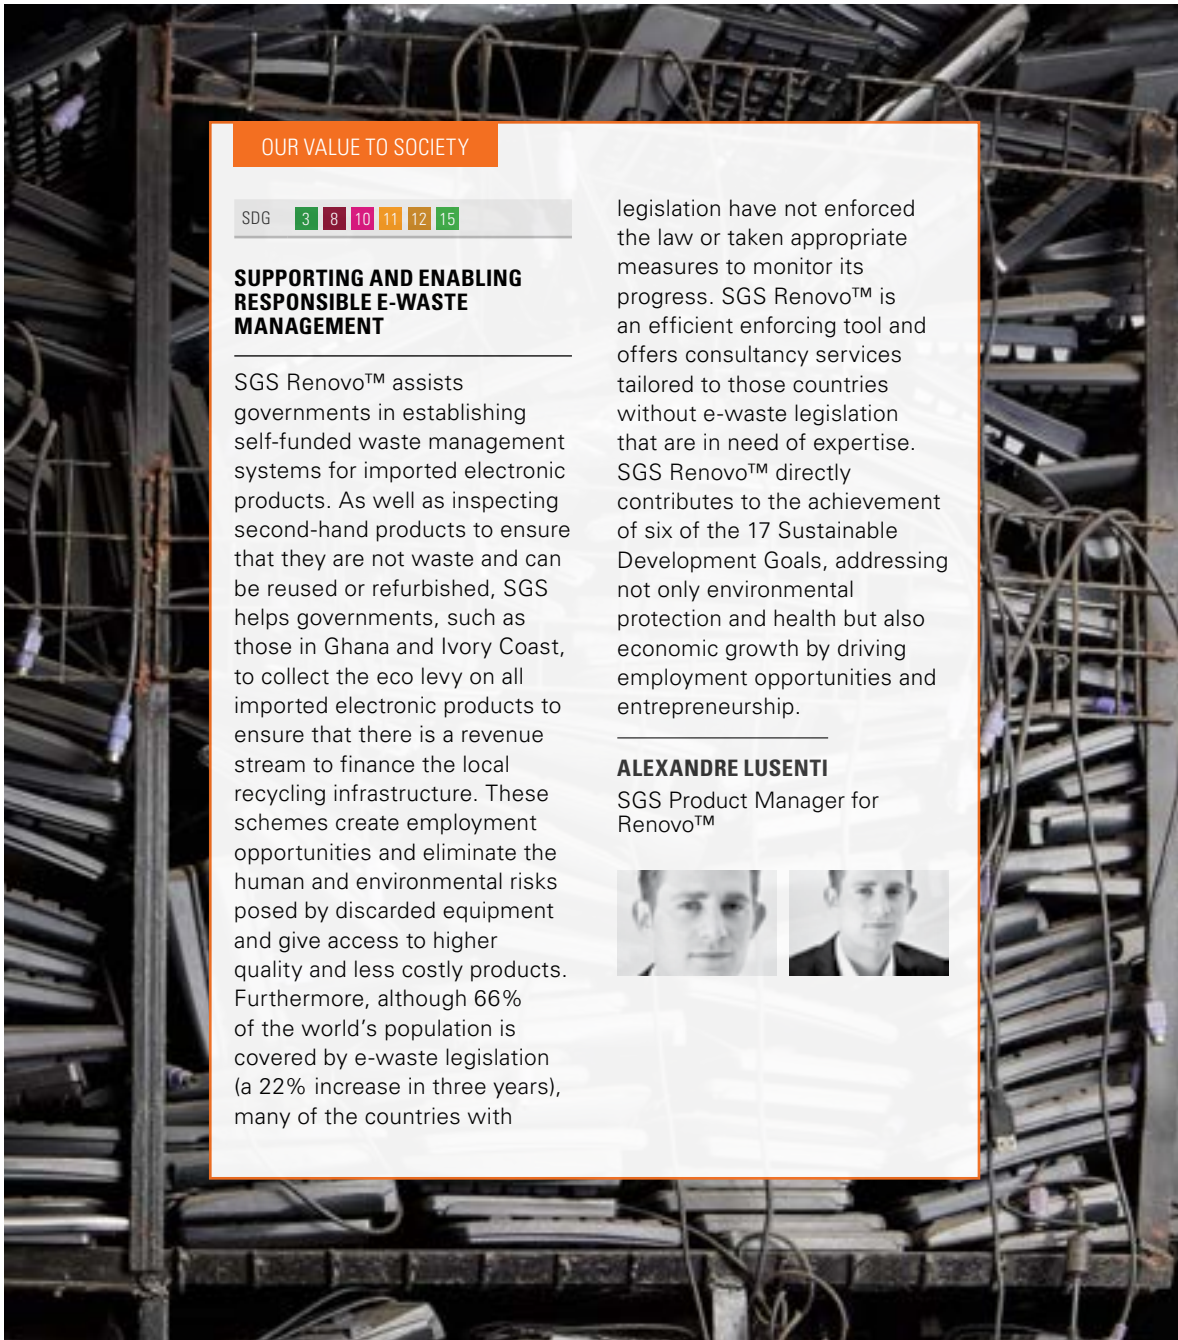 OUR VALUE TO SOCIETY
SDG 3 8 10 11 12 15
SUPPORTING AND ENABLING
RESPONSIBLE E-WASTE
MANAGEMENT
SGS Renovo™ assists
governments in establishing
self-funded waste management
systems for imported electronic
products. As well as inspecting
second-hand products to ensure
that they are not waste and can
be reused or refurbished, SGS
helps governments, such as
those in Ghana and Ivory Coast,
to collect the eco levy on all
imported electronic products to
ensure that there is a revenue
stream to finance the local
recycling infrastructure. These
schemes create employment
opportunities and eliminate the
human and environmental risks
posed by discarded equipment
and give access to higher
quality and less costly products.
Furthermore, although 66%
of the world's population is
covered by e-waste legislation
(a 22% increase in three years),
many of the countries with
legislation have not enforced
the law or taken appropriate
measures to monitor its
progress. SGS Renovo™ is
an efficient enforcing tool and
offers consultancy services
tailored to those countries
without e-waste legislation
that are in need of expertise.
SGS Renovo™ directly
contributes to the achievement
of six of the 17 Sustainable
Development Goals, addressing
not only environmental
protection and health but also
economic growth by driving
employment opportunities and
entrepreneurship.
ALEXANDRE LUSENTI
SGS Product Manager for
Renovo™